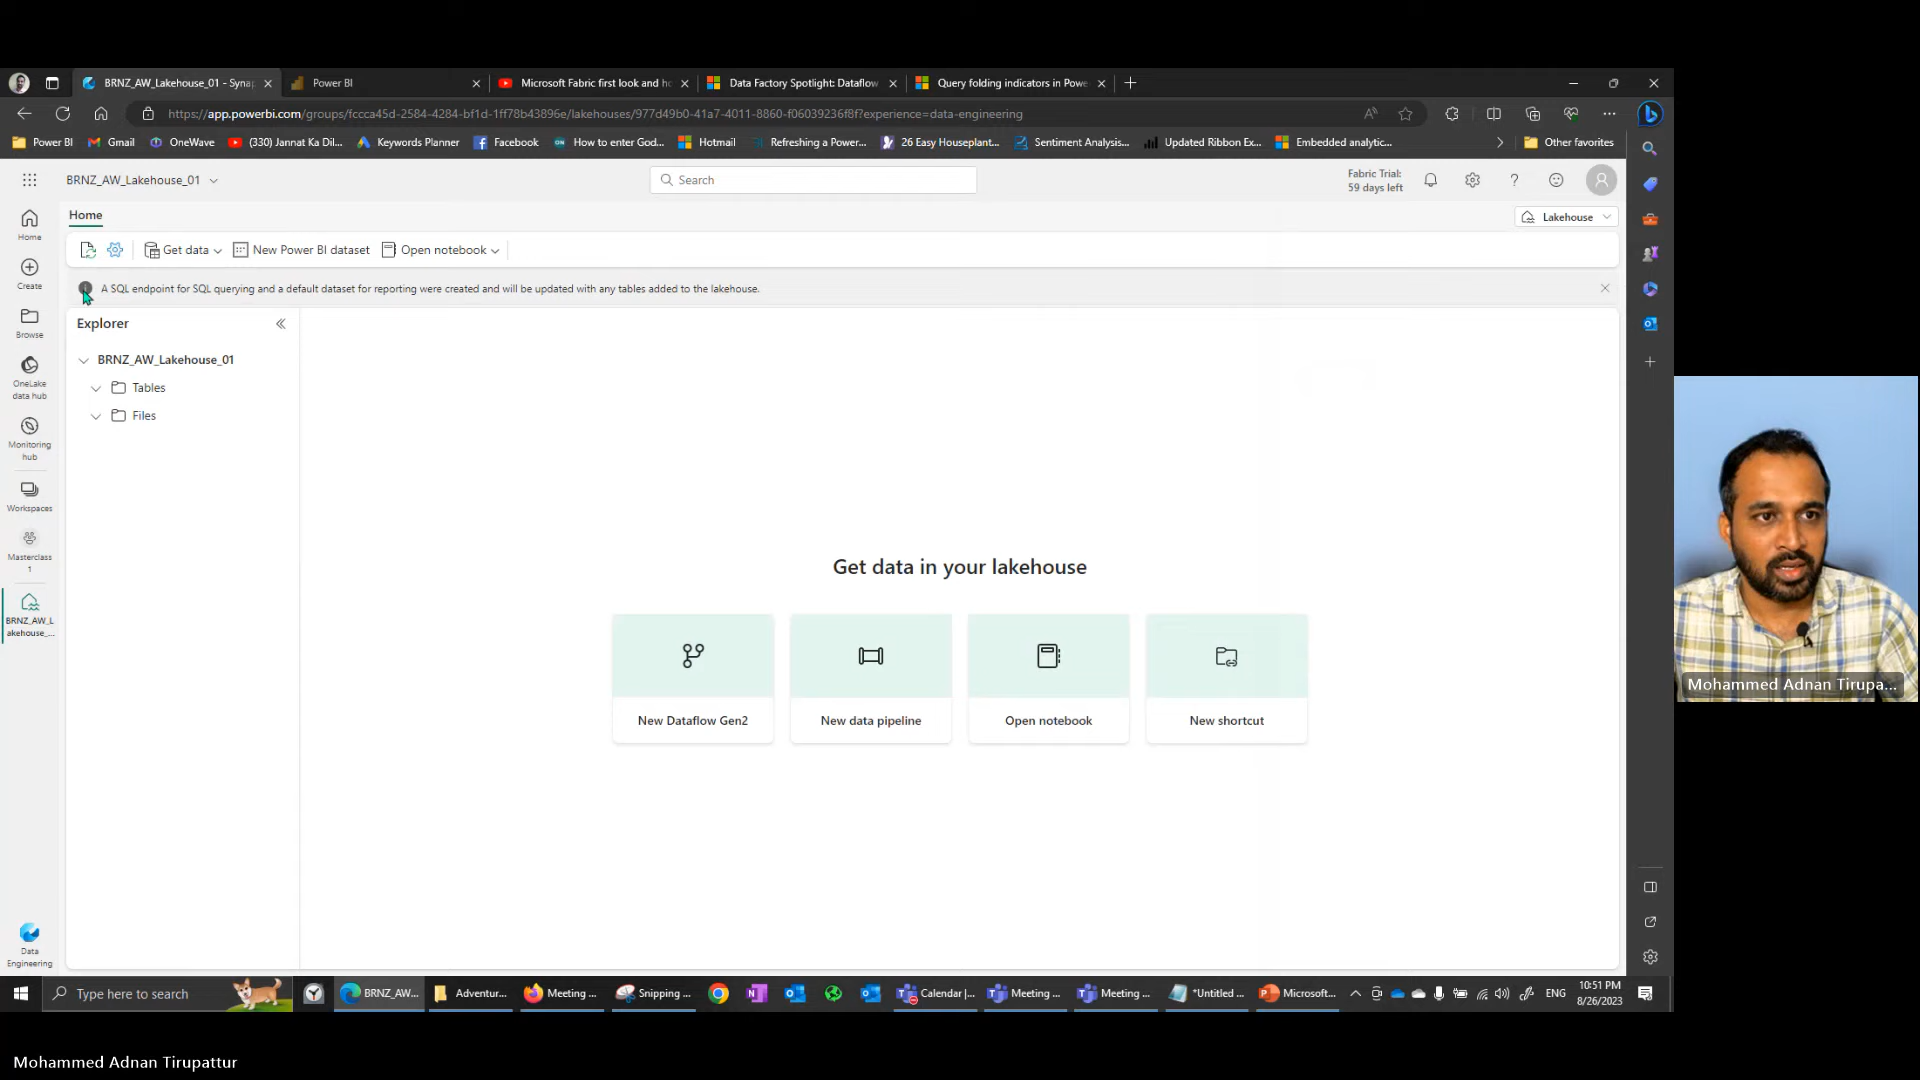 BRNZ_AW_Lakehouse_01 - Synap
Power BI
Microsoft Fabric first look and ho
Data Factory Spotlight: Dataflow
Query folding indicators in Powe
https://app.powerbi.com/groups/fccca45d-2584-4284-bf1d-1ff78b43896e/lakehouses/977d49b0-41a7-4011-8860-f06039236f8f?experience=data-engineering
Power BI
Gmail
OneWave
(330) Jannat Ka Dil...
Keywords Planner
Facebook
How to enter God...
Hotmail
Refreshing a Power...
26 Easy Houseplant...
Sentiment Analysis...
Updated Ribbon Ex...
Embedded analytic...
Other favorites
BRNZ_AW_Lakehouse_01
Search
Fabric Trial:
59 days left
Home
Lakehouse
Get data
New Power BI dataset
Open notebook
A SQL endpoint for SQL querying and a default dataset for reporting were created and will be updated with any tables added to the lakehouse.
Home
Create
Browse
OneLake
data hub
Monitoring
hub
Workspaces
Masterclass
1
BRNZ_AW_L
akehouse_...
Data
Engineering
Explorer
BRNZ_AW_Lakehouse_01
Tables
Files
Get data in your lakehouse
New Dataflow Gen2
New data pipeline
Open notebook
New shortcut
Mohammed Adnan Tirupa...
Type here to search
BRNZ_AW...
Adventur...
Meeting ...
Snipping ...
Calendar |...
Meeting ...
Meeting ...
*Untitled ...
Microsoft...
ENG
10:51 PM
8/26/2023
Mohammed Adnan Tirupattur